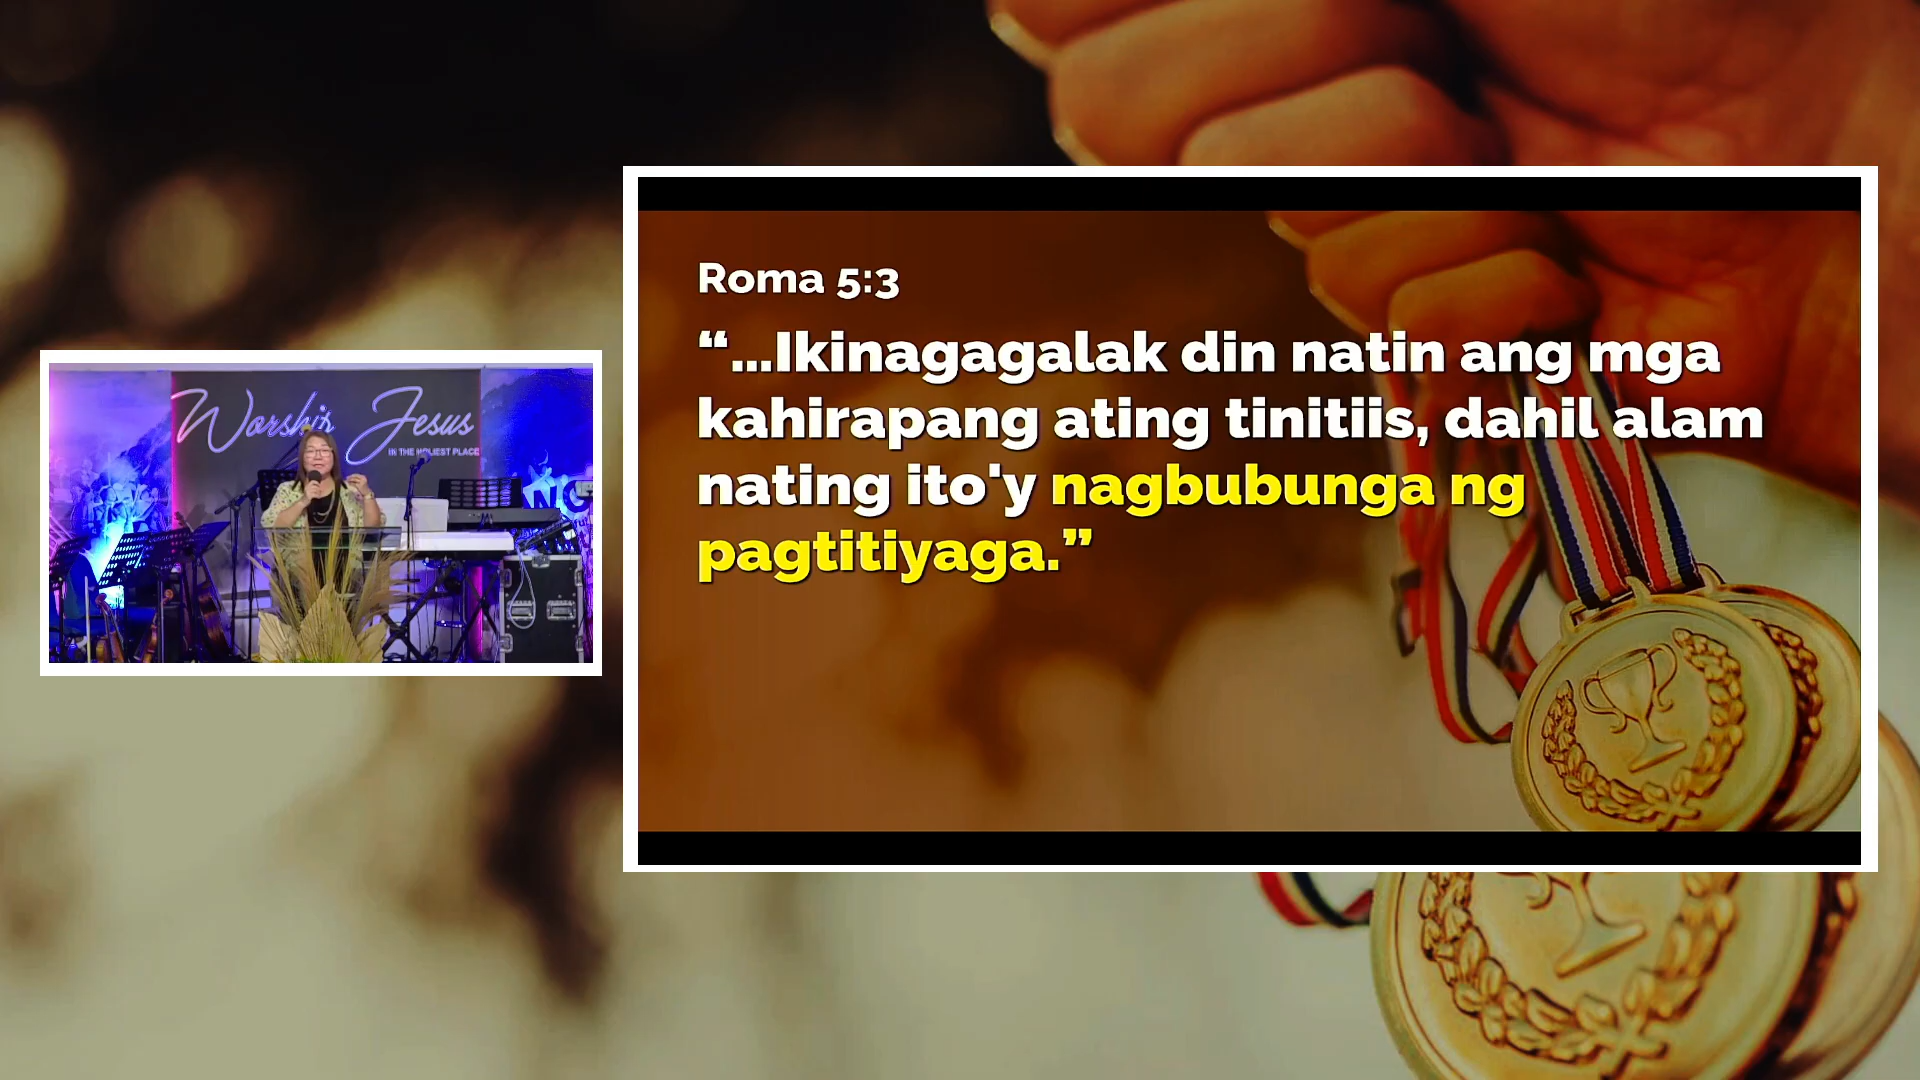 Worship Jesus
IN THE HOLIEST PLACE
NG
Roma 5:3
“...Ikinagagalak din natin ang mga
kahirapang ating tinitiis, dahil alam
nating ito'y nagbubunga ng
pagtitiyaga.”